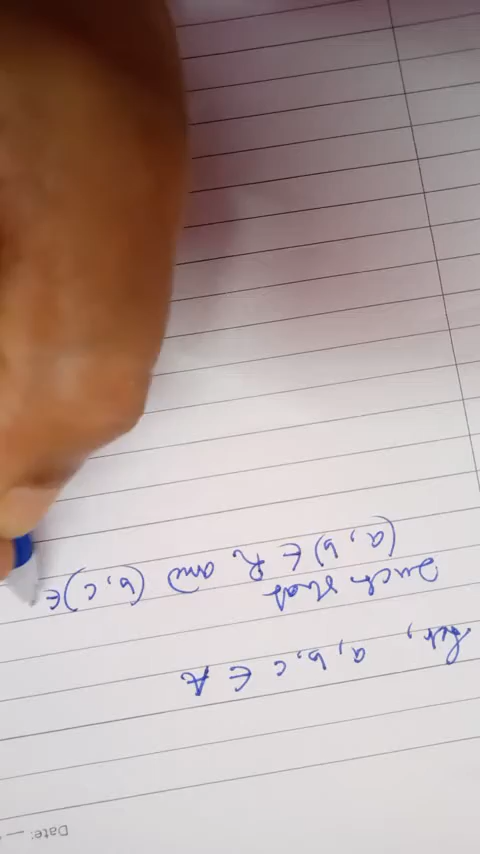 Date:
Let, a, b, c ∈ A
such that
(a, b) ∈ R and (b, c) ∈